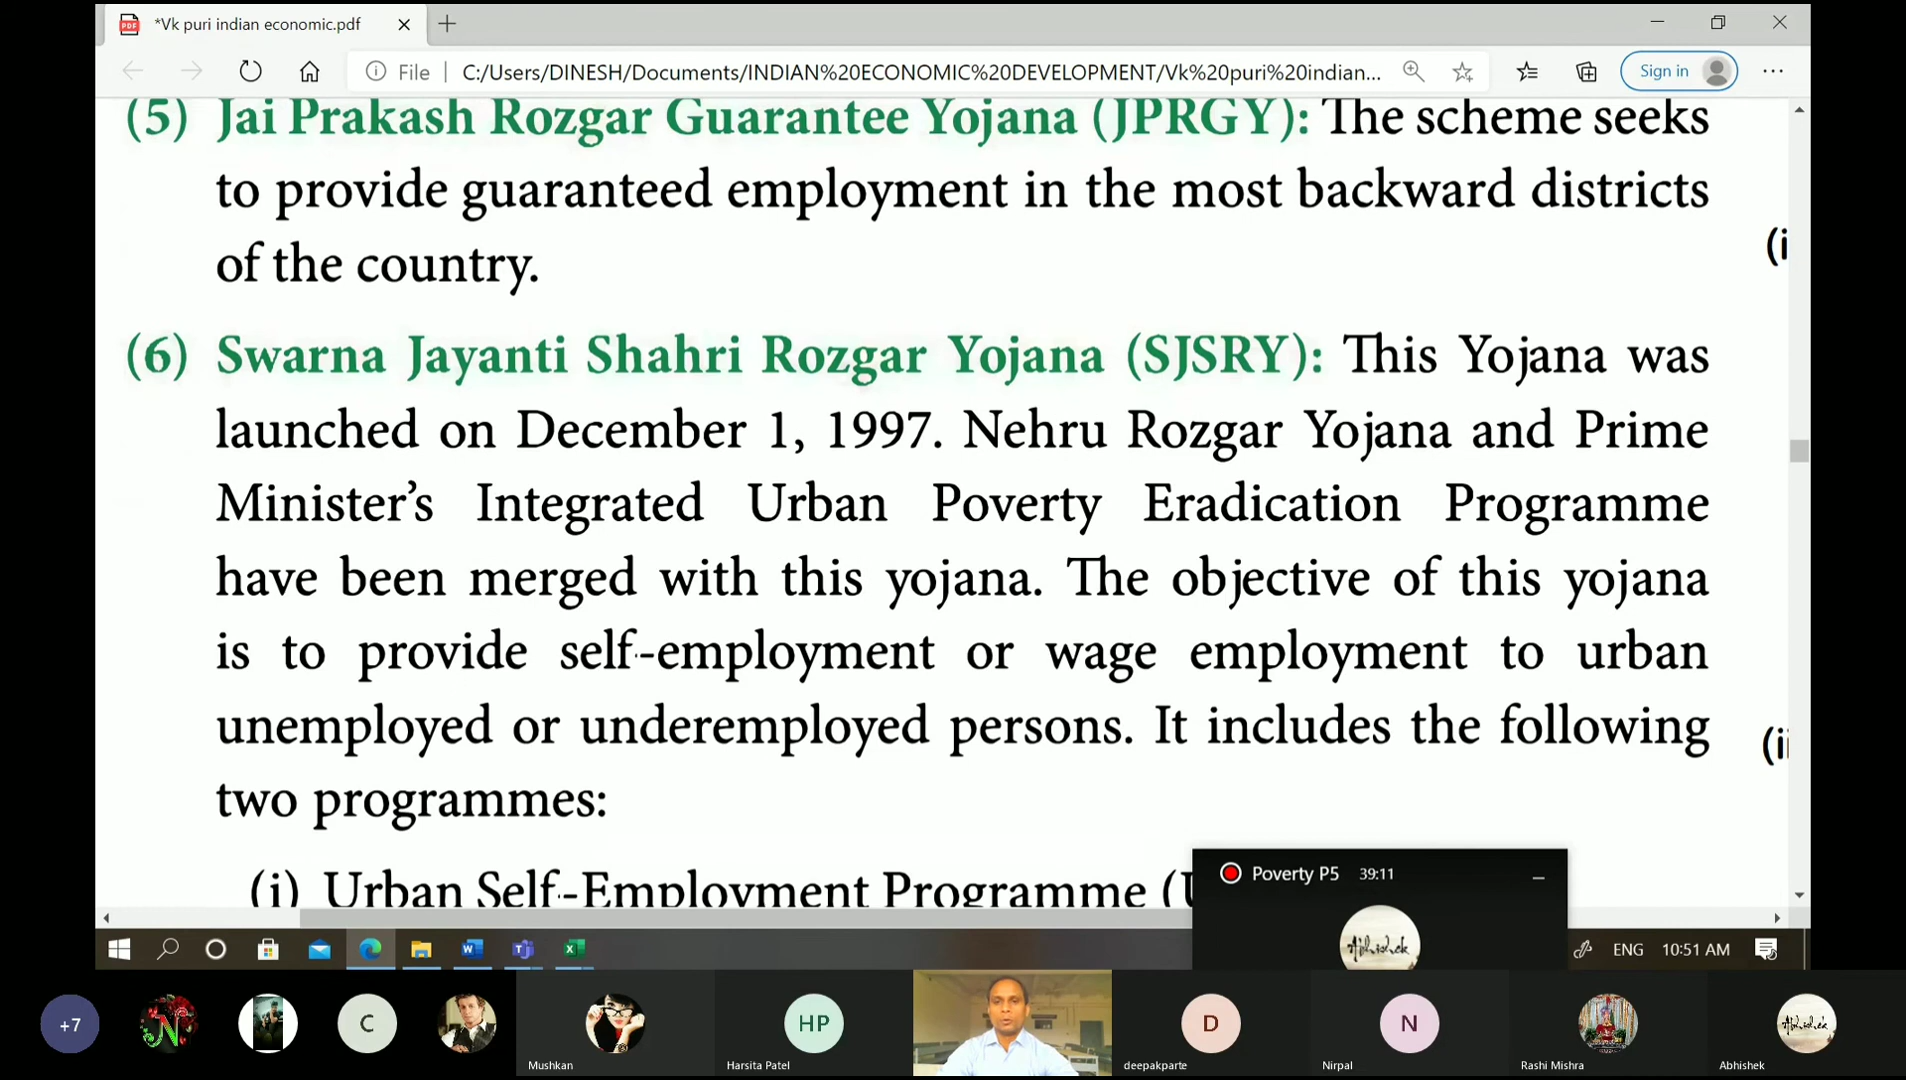 *Vk puri indian economic.pdf
File
C:/Users/DINESH/Documents/INDIAN%20ECONOMIC%20DEVELOPMENT/Vk%20puri%20indian...
Sign in
(5) Jai Prakash Rozgar Guarantee Yojana (JPRGY): The scheme seeks
to provide guaranteed employment in the most backward districts
of the country.
(i
(6) Swarna Jayanti Shahri Rozgar Yojana (SJSRY): This Yojana was
launched on December 1, 1997. Nehru Rozgar Yojana and Prime
Minister's Integrated Urban Poverty Eradication Programme
have been merged with this yojana. The objective of this yojana
is to provide self-employment or wage employment to urban
unemployed or underemployed persons. It includes the following
(ii
two programmes:
(i) Urban Self-Employment Programme (U
Poverty P5 39:11
Abhishek
ENG 10:51 AM
+7
N
C
HP
D
N
Abhishek
Mushkan
Harsita Patel
deepakparte
Nirpal
Rashi Mishra
Abhishek